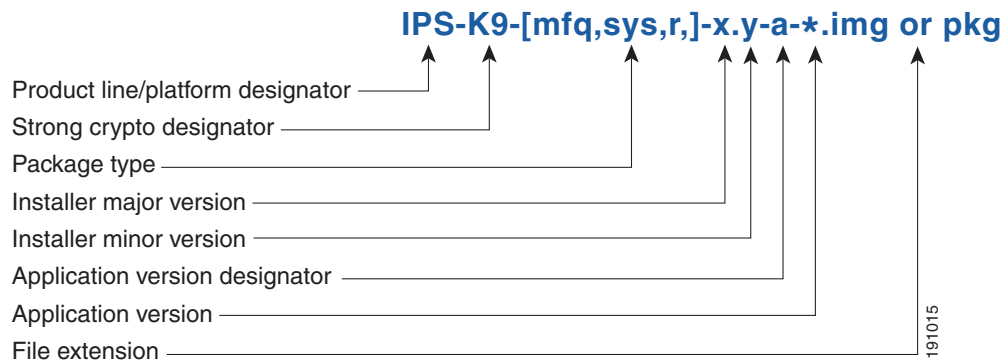 IPS-K9-[mfq,sys,r,]-x.y-a-*.img or pkg
Product line/platform designator
Strong crypto designator
Package type
Installer major version
Installer minor version
Application version designator
Application version
File extension
191015